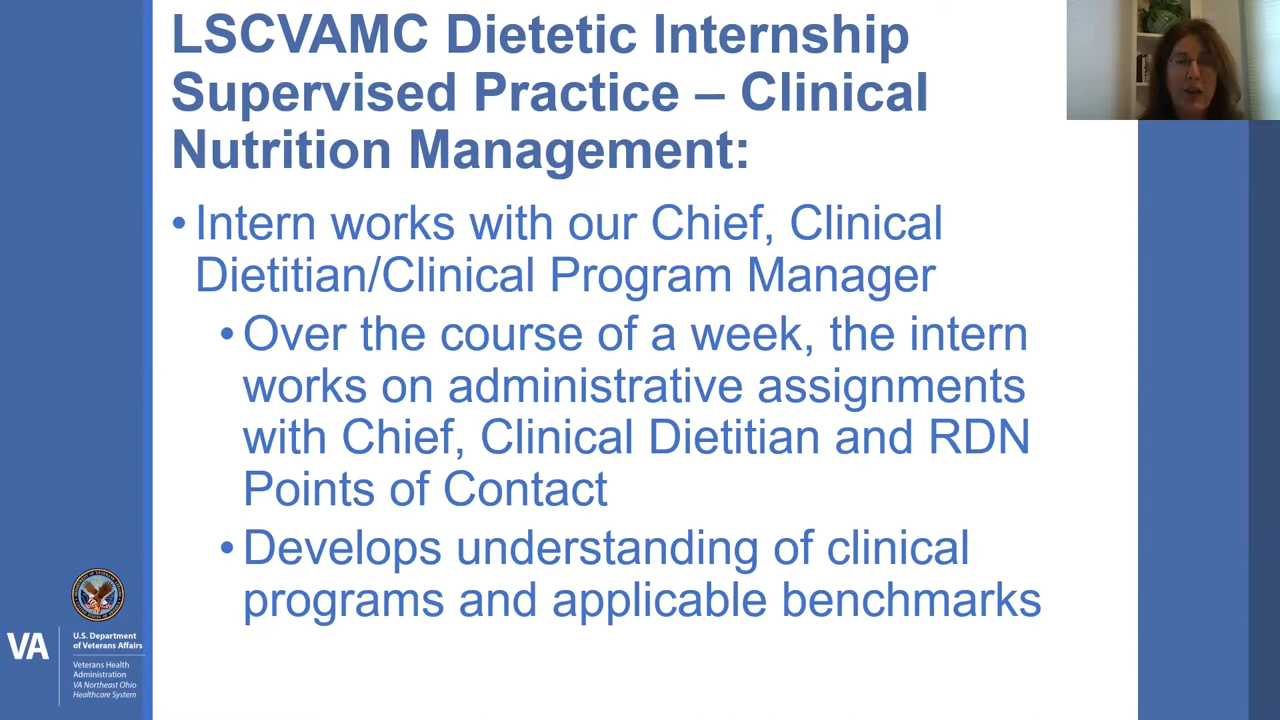 LSCVAMC Dietetic Internship
Supervised Practice – Clinical
Nutrition Management:
• Intern works with our Chief, Clinical
Dietitian/Clinical Program Manager
• Over the course of a week, the intern
works on administrative assignments
with Chief, Clinical Dietitian and RDN
Points of Contact
• Develops understanding of clinical
programs and applicable benchmarks
VA
U.S. Department
of Veterans Affairs
Veterans Health
Administration
VA Northeast Ohio
Healthcare System